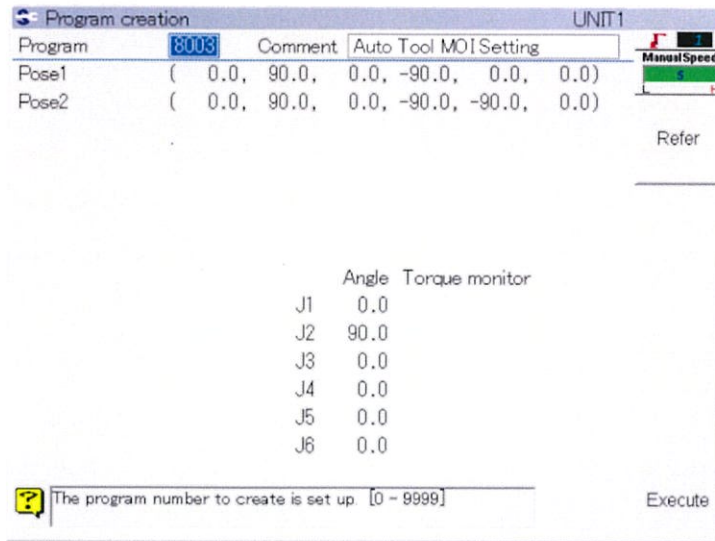 Program creation UNIT1
Program 8003 Comment Auto Tool MOISetting
Manual Speed
5
Pose1 ( 0.0, 90.0, 0.0, -90.0, 0.0, 0.0)
Pose2 ( 0.0, 90.0, 0.0, -90.0, -90.0, 0.0)
Refer
Angle Torque monitor
J1 0.0
J2 90.0
J3 0.0
J4 0.0
J5 0.0
J6 0.0
The program number to create is set up. [0 - 9999]
Execute